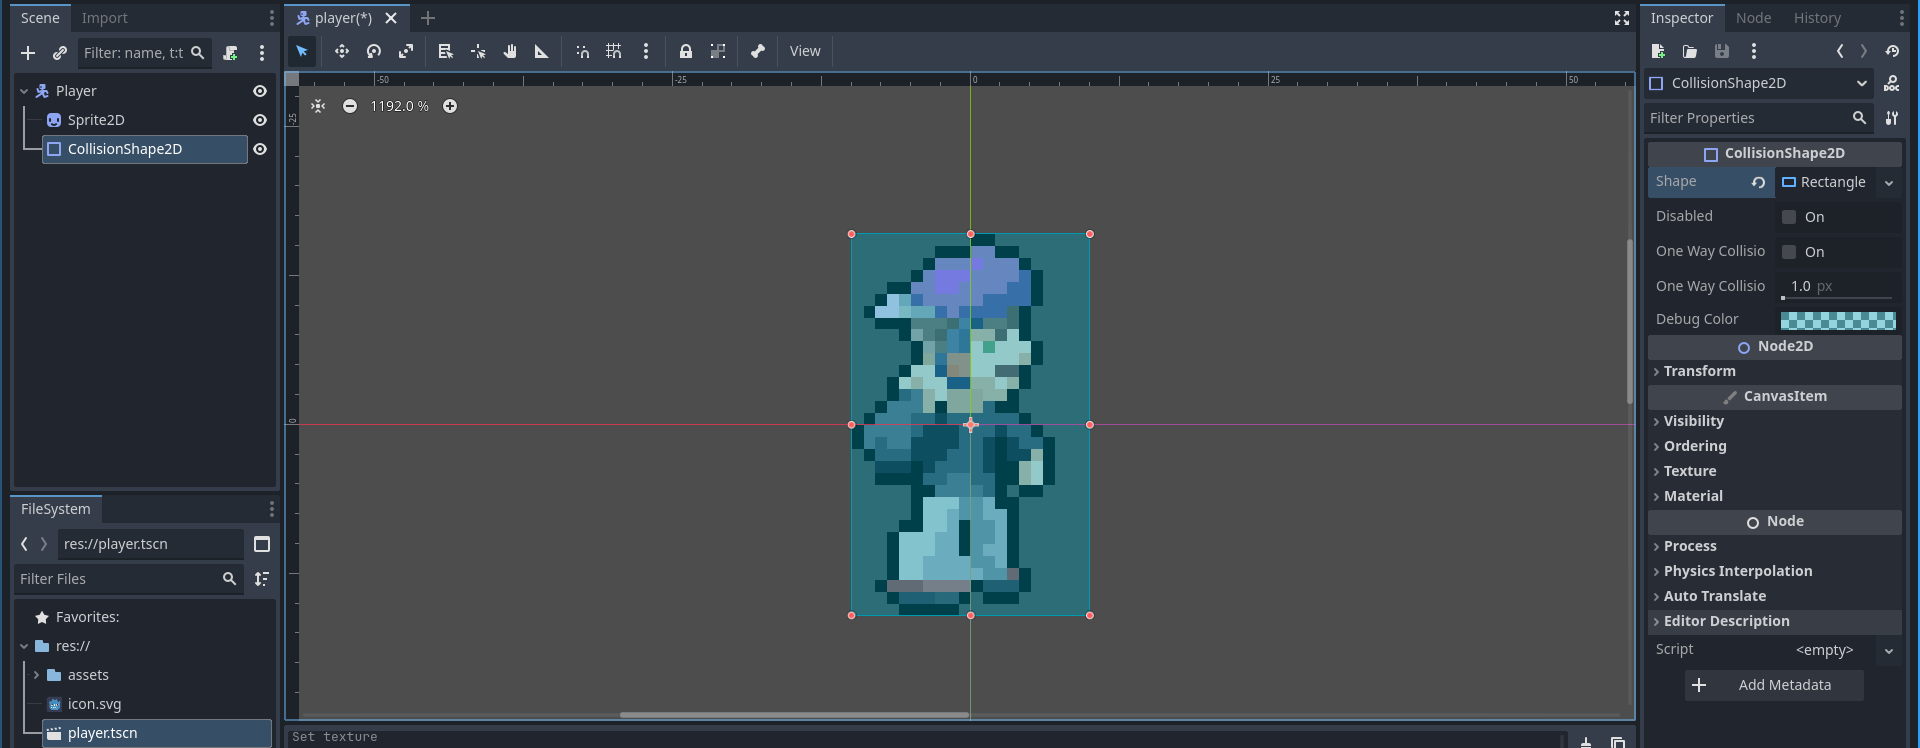 Scene
Import
Filter: name, t:t
Player
Sprite2D
CollisionShape2D
FileSystem
res://player.tscn
Filter Files
Favorites:
res://
assets
icon.svg
player.tscn
player(*)
View
-50
-25
0
25
50
-25
0
1192.0 %
Set texture
Inspector
Node
History
CollisionShape2D
DOC
Filter Properties
CollisionShape2D
Shape
Rectangle
Disabled
On
One Way Collisio
On
One Way Collisio
1.0 px
Debug Color
Node2D
Transform
CanvasItem
Visibility
Ordering
Texture
Material
Node
Process
Physics Interpolation
Auto Translate
Editor Description
Script
<empty>
Add Metadata